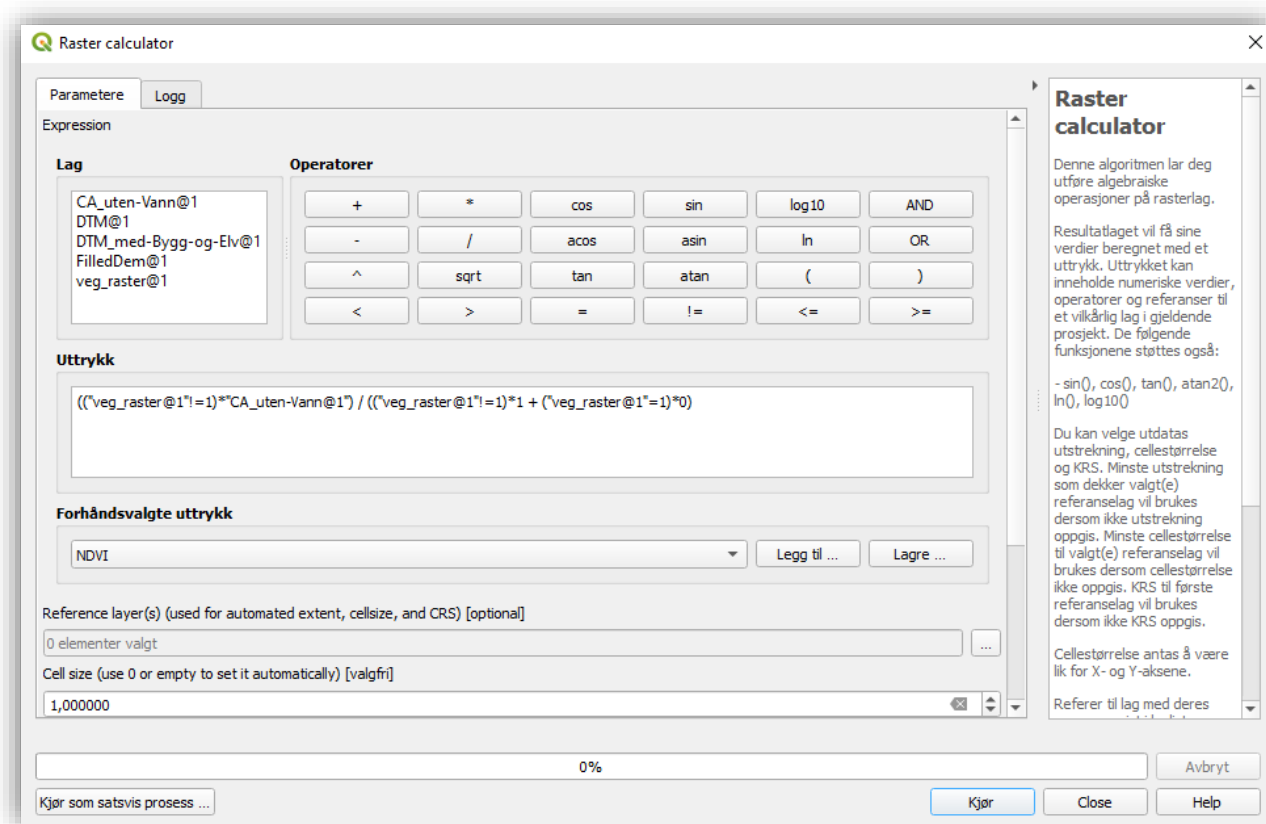 Raster calculator
Parametere
Logg
Expression
Lag
CA_uten-Vann@1
DTM@1
DTM_med-Bygg-og-Elv@1
FilledDem@1
veg_raster@1
Operatorer
+ * cos sin log10 AND
- / acos asin ln OR
^ sqrt tan atan ( )
< > = != <= >=
Uttrykk
(("veg_raster@1"!=1)*"CA_uten-Vann@1") / (("veg_raster@1"!=1)*1 + ("veg_raster@1"=1)*0)
Forhåndsvalgte uttrykk
NDVI
Legg til ...
Lagre ...
Reference layer(s) (used for automated extent, cellsize, and CRS) [optional]
0 elementer valgt
...
Cell size (use 0 or empty to set it automatically) [valgfri]
1,000000
Raster
calculator
Denne algoritmen lar deg
utføre algebraiske
operasjoner på rasterlag.
Resultatlaget vil få sine
verdier beregnet med et
uttrykk. Uttrykket kan
inneholde numeriske verdier,
operatorer og referanser til
et vilkårlig lag i gjeldende
prosjekt. De følgende
funksjonene støttes også:
- sin(), cos(), tan(), atan2(),
ln(), log10()
Du kan velge utdatas
utstrekning, cellestørrelse
og KRS. Minste utstrekning
som dekker valgt(e)
referanselag vil brukes
dersom ikke utstrekning
oppgis. Minste cellestørrelse
til valgt(e) referanselag vil
brukes dersom cellestørrelse
ikke oppgis. KRS til første
referanselag vil brukes
dersom ikke KRS oppgis.
Cellestørrelse antas å være
lik for X- og Y-aksene.
Referer til lag med deres
0%
Avbryt
Kjør som satsvis prosess ...
Kjør
Close
Help